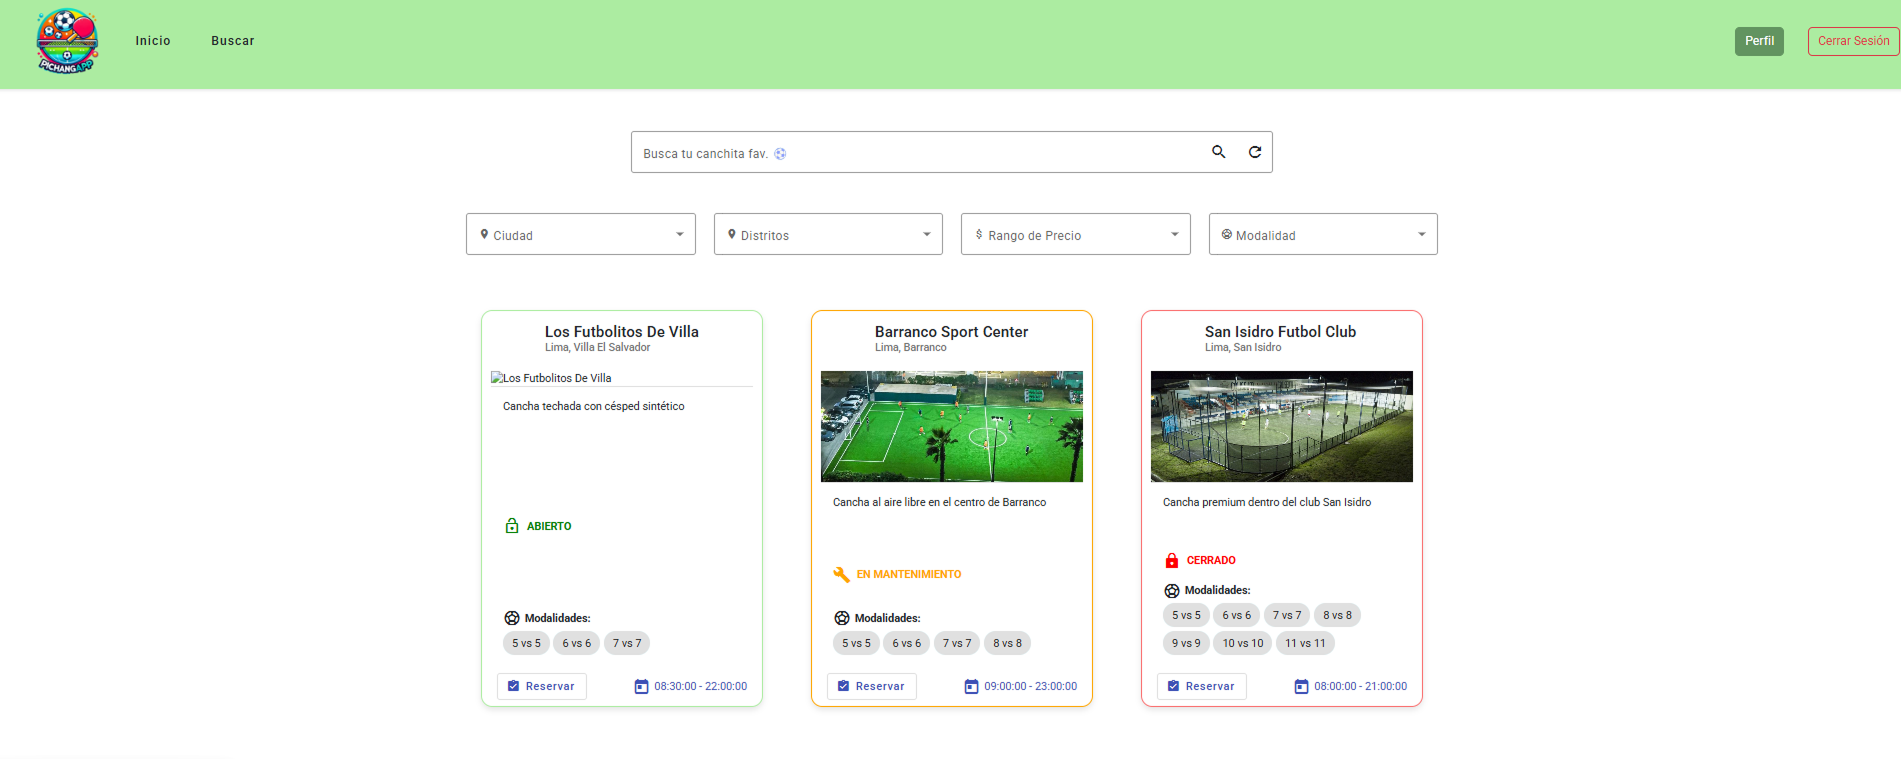 PICHANGAPP
Inicio
Buscar
Perfil
Cerrar Sesión
Busca tu canchita fav. ⚽
Ciudad
Distritos
Rango de Precio
Modalidad
Los Futbolitos De Villa
Lima, Villa El Salvador
Los Futbolitos De Villa
Cancha techada con césped sintético
ABIERTO
Modalidades:
5 vs 5 6 vs 6 7 vs 7
Reservar 08:30:00 - 22:00:00
Barranco Sport Center
Lima, Barranco
Cancha al aire libre en el centro de Barranco
EN MANTENIMIENTO
Modalidades:
5 vs 5 6 vs 6 7 vs 7 8 vs 8
Reservar 09:00:00 - 23:00:00
San Isidro Futbol Club
Lima, San Isidro
Cancha premium dentro del club San Isidro
CERRADO
Modalidades:
5 vs 5 6 vs 6 7 vs 7 8 vs 8
9 vs 9 10 vs 10 11 vs 11
Reservar 08:00:00 - 21:00:00